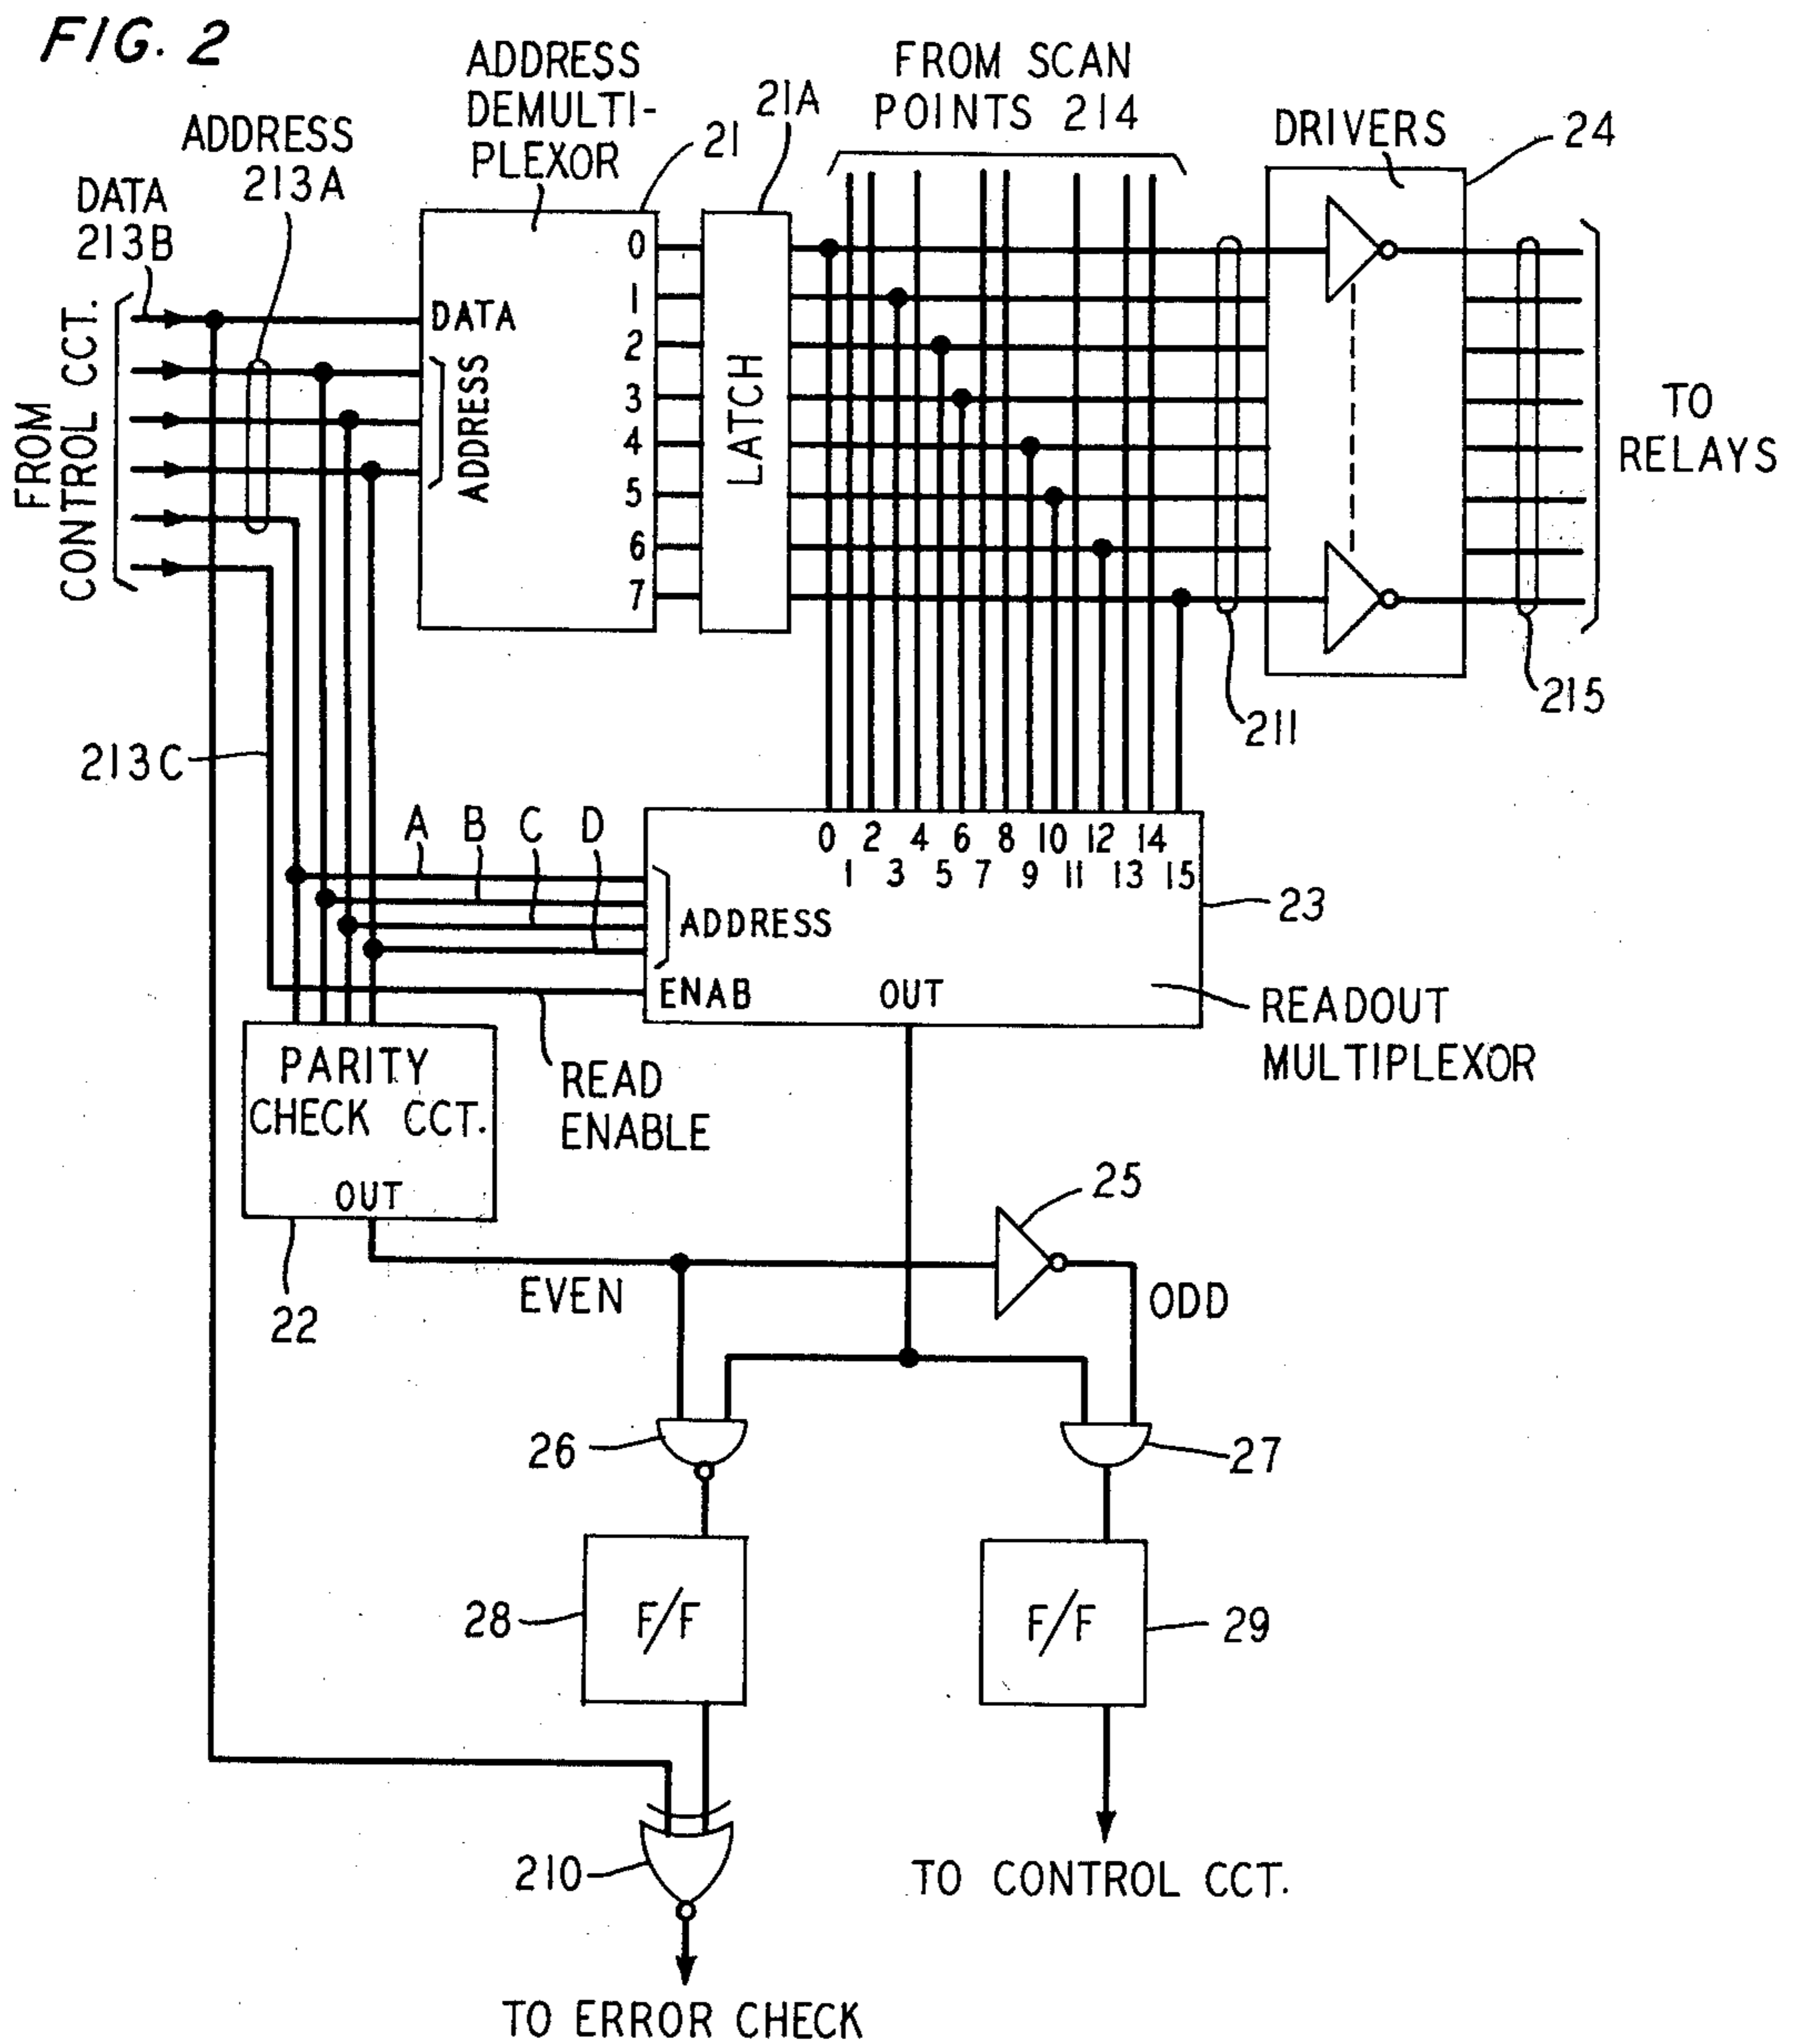 FIG. 2
ADDRESS
DEMULTI-
PLEXOR
21
21A
FROM SCAN
POINTS 214
DRIVERS
24
ADDRESS
213A
DATA
213B
FROM
CONTROL CCT.
DATA
ADDRESS
0
1
2
3
4
5
6
7
LATCH
TO
RELAYS
211
215
213C
A B C D
0 2 4 6 8 10 12 14
1 3 5 7 9 11 13 15
ADDRESS
23
ENAB
OUT
READOUT
MULTIPLEXOR
PARITY
CHECK CCT.
OUT
READ
ENABLE
22
25
EVEN
ODD
26
27
28
F/F
F/F
29
210
TO CONTROL CCT.
TO ERROR CHECK